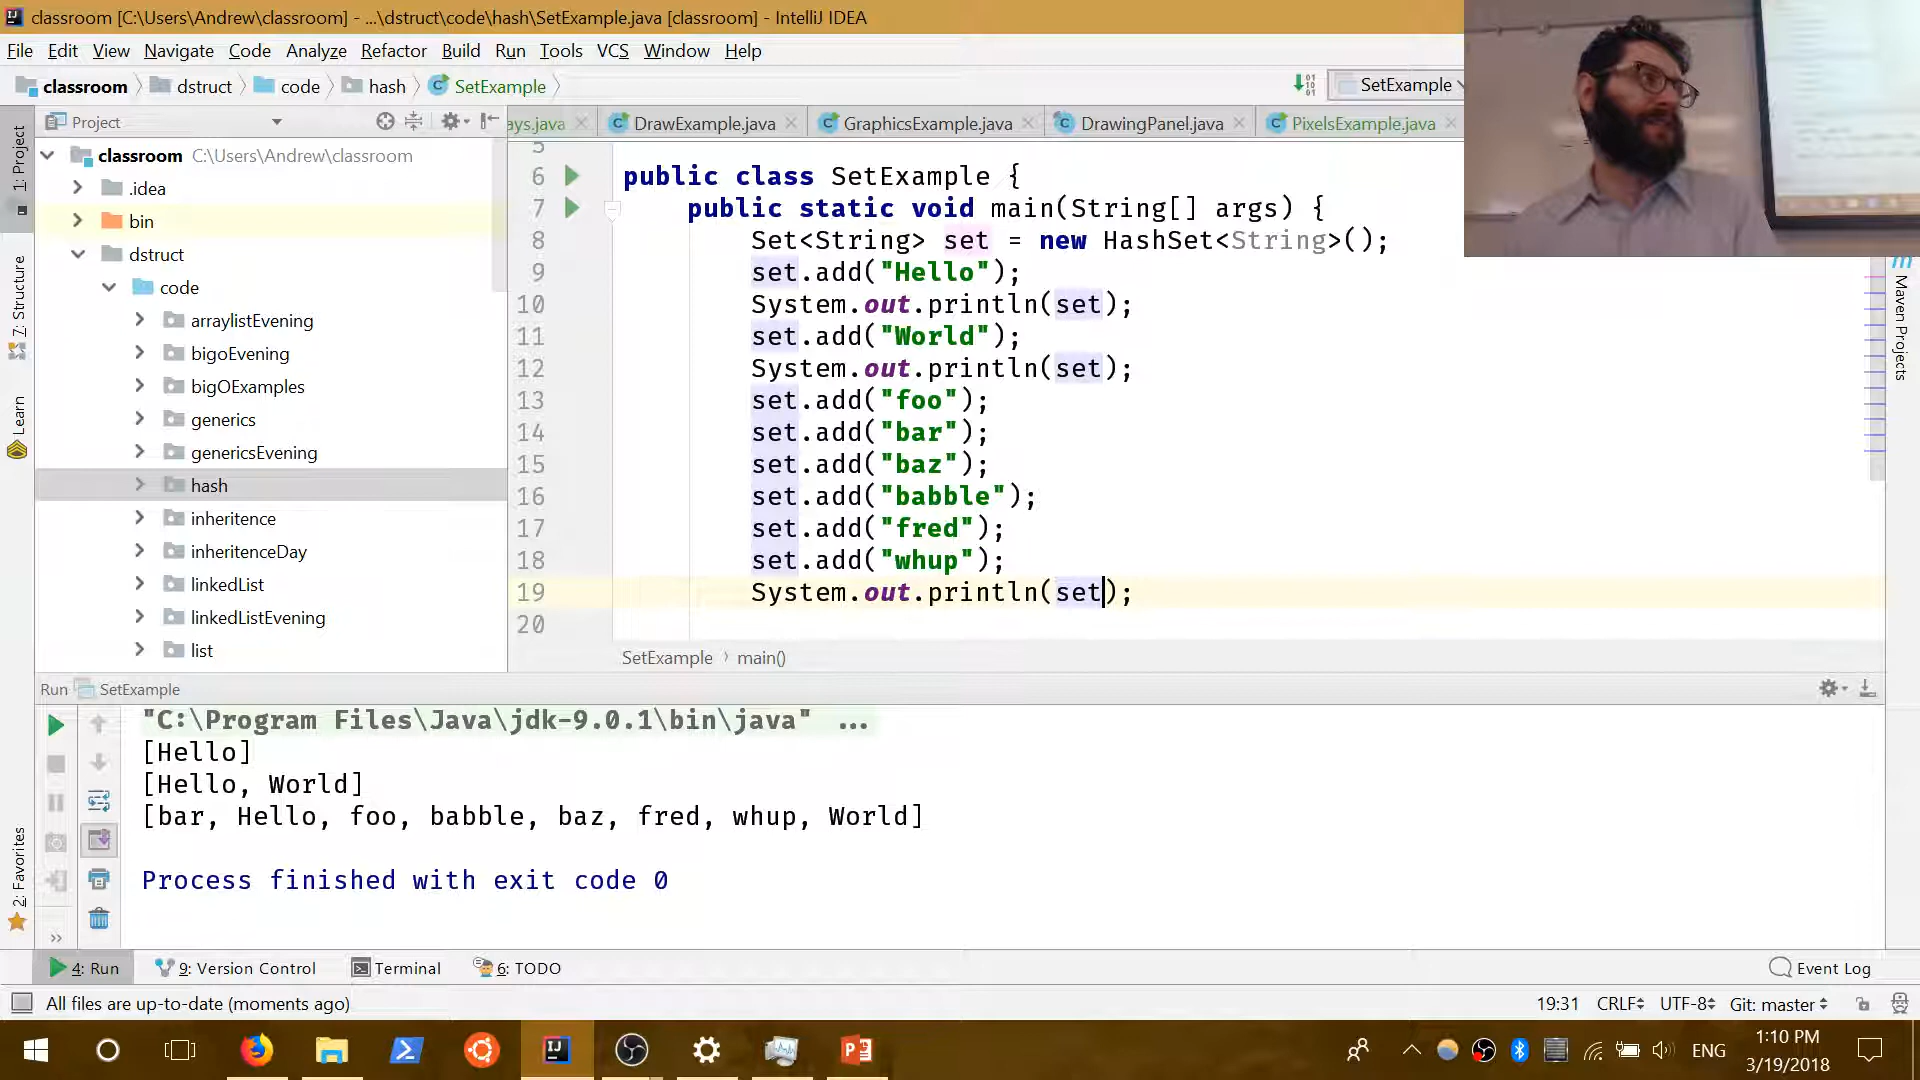 classroom [C:\Users\Andrew\classroom] - ...\dstruct\code\hash\SetExample.java [classroom] - IntelliJ IDEA
File Edit View Navigate Code Analyze Refactor Build Run Tools VCS Window Help
classroom dstruct code hash SetExample
SetExample
Project
ays.java DrawExample.java GraphicsExample.java DrawingPanel.java PixelsExample.java
1: Project
7: Structure
Learn
2: Favorites
Maven Projects
classroom C:\Users\Andrew\classroom
.idea
bin
dstruct
code
arraylistEvening
bigoEvening
bigOExamples
generics
genericsEvening
hash
inheritence
inheritenceDay
linkedList
linkedListEvening
list
5
6 public class SetExample {
7 public static void main(String[] args) {
8 Set<String> set = new HashSet<String>();
9 set.add("Hello");
10 System.out.println(set);
11 set.add("World");
12 System.out.println(set);
13 set.add("foo");
14 set.add("bar");
15 set.add("baz");
16 set.add("babble");
17 set.add("fred");
18 set.add("whup");
19 System.out.println(set);
20
SetExample main()
Run SetExample
"C:\Program Files\Java\jdk-9.0.1\bin\java" ...
[Hello]
[Hello, World]
[bar, Hello, foo, babble, baz, fred, whup, World]
Process finished with exit code 0
4: Run 9: Version Control Terminal 6: TODO Event Log
All files are up-to-date (moments ago) 19:31 CRLF UTF-8 Git: master
ENG
1:10 PM
3/19/2018